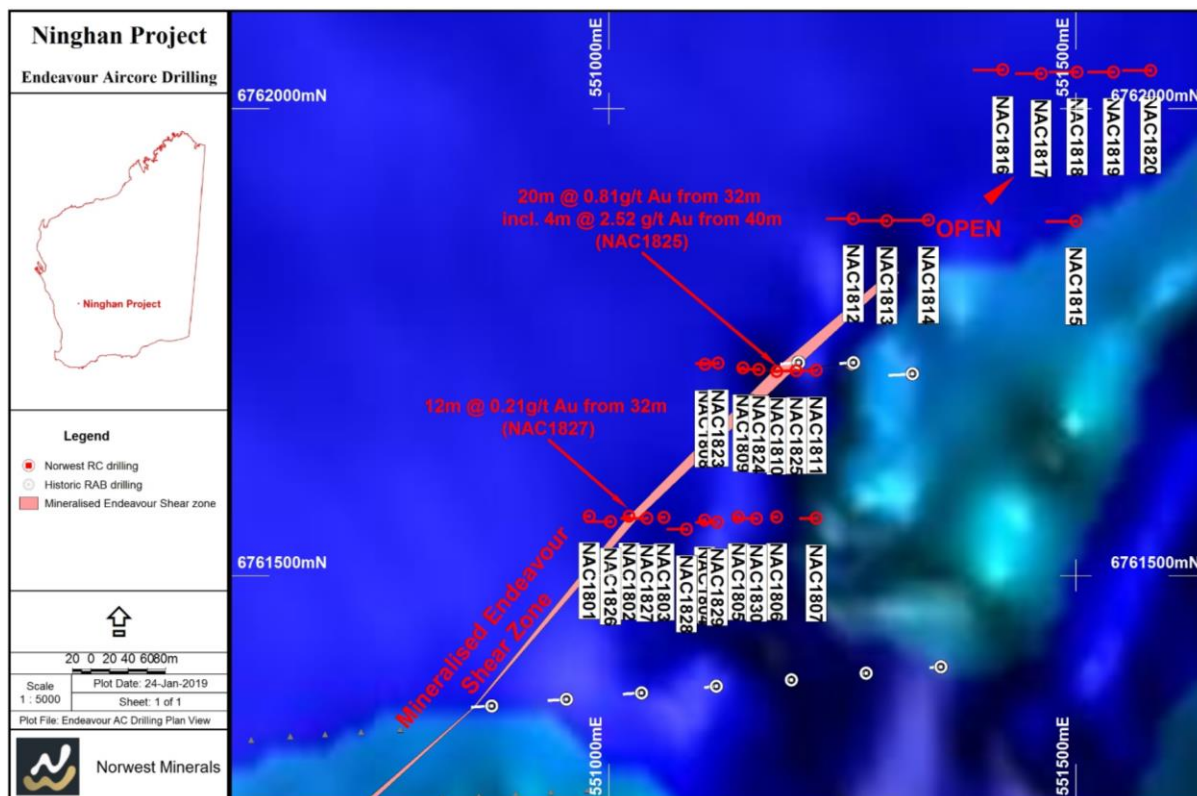 Ninghan Project
Endeavour Aircore Drilling
Ninghan Project
Legend
Norwest RC drilling
Historic RAB drilling
Mineralised Endeavour Shear zone
20 0 20 40 60 80m
Scale
1 : 5000
Plot Date: 24-Jan-2019
Sheet: 1 of 1
Plot File: Endeavour AC Drilling Plan View
Norwest Minerals
551000mE
551500mE
6762000mN
6762000mN
NAC1816
NAC1817
NAC1818
NAC1819
NAC1820
20m @ 0.81g/t Au from 32m
incl. 4m @ 2.52 g/t Au from 40m
(NAC1825)
OPEN
NAC1812
NAC1813
NAC1814
NAC1815
12m @ 0.21g/t Au from 32m
(NAC1827)
NAC1808
NAC1823
NAC1809
NAC1824
NAC1810
NAC1825
NAC1811
6761500mN
6761500mN
NAC1801
NAC1826
NAC1802
NAC1827
NAC1803
NAC1828
NAC1804
NAC1829
NAC1805
NAC1830
NAC1806
NAC1807
Mineralised Endeavour
Shear Zone
551000mE
551500mE